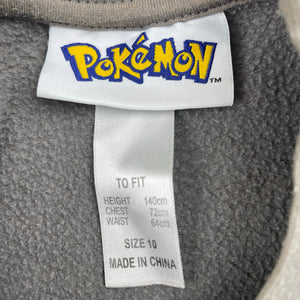 POKéMON
TM
TO FIT
HEIGHT 140cm
CHEST 72cm
WAIST 64cm
SIZE 10
MADE IN CHINA